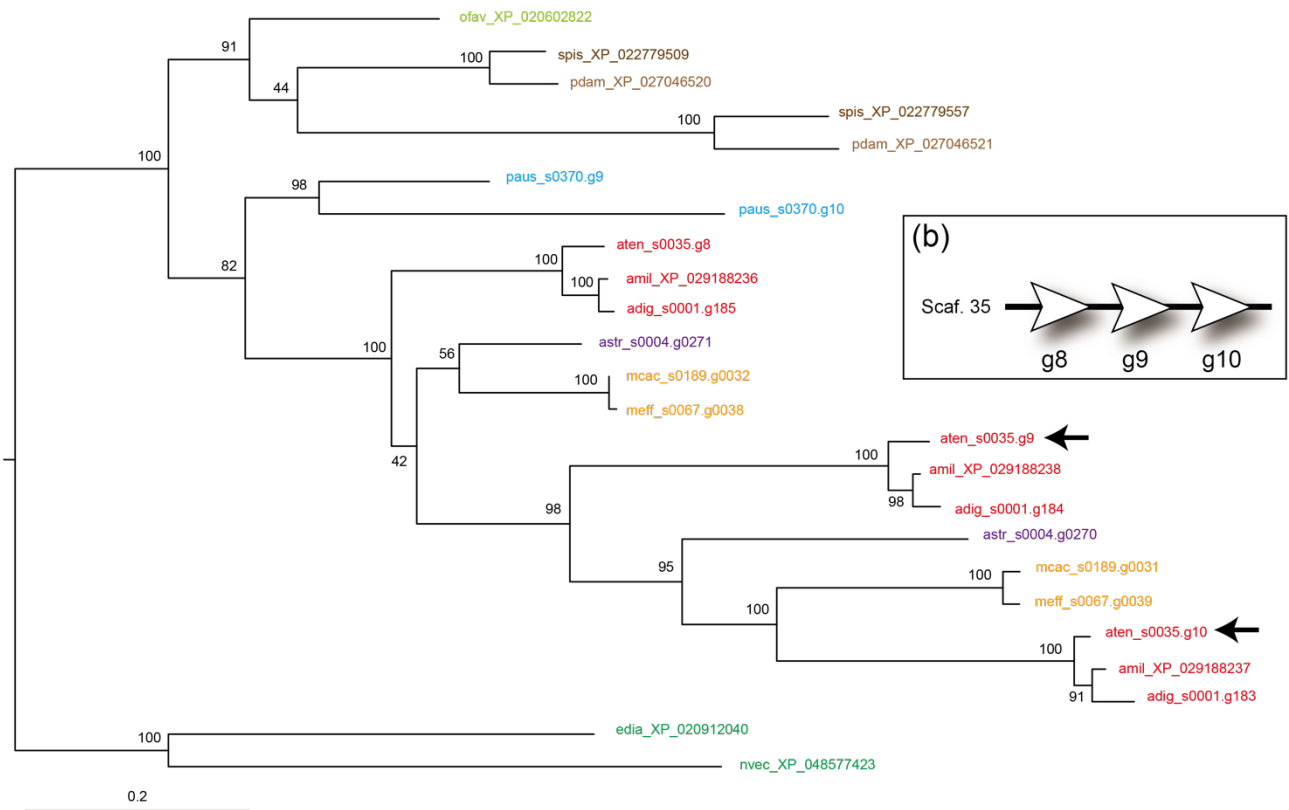 ofav_XP_020602822
91
spis_XP_022779509
100
pdam_XP_027046520
44
spis_XP_022779557
100
pdam_XP_027046521
100
paus_s0370.g9
98
paus_s0370.g10
82
aten_s0035.g8
100
amil_XP_029188236
100
adig_s0001.g185
100
astr_s0004.g0271
56
mcac_s0189.g0032
100
meff_s0067.g0038
42
aten_s0035.g9
100
amil_XP_029188238
98
adig_s0001.g184
98
astr_s0004.g0270
95
mcac_s0189.g0031
100
meff_s0067.g0039
100
aten_s0035.g10
100
amil_XP_029188237
91
adig_s0001.g183
edia_XP_020912040
100
nvec_XP_048577423
0.2
(b)
Scaf. 35
g8 g9 g10